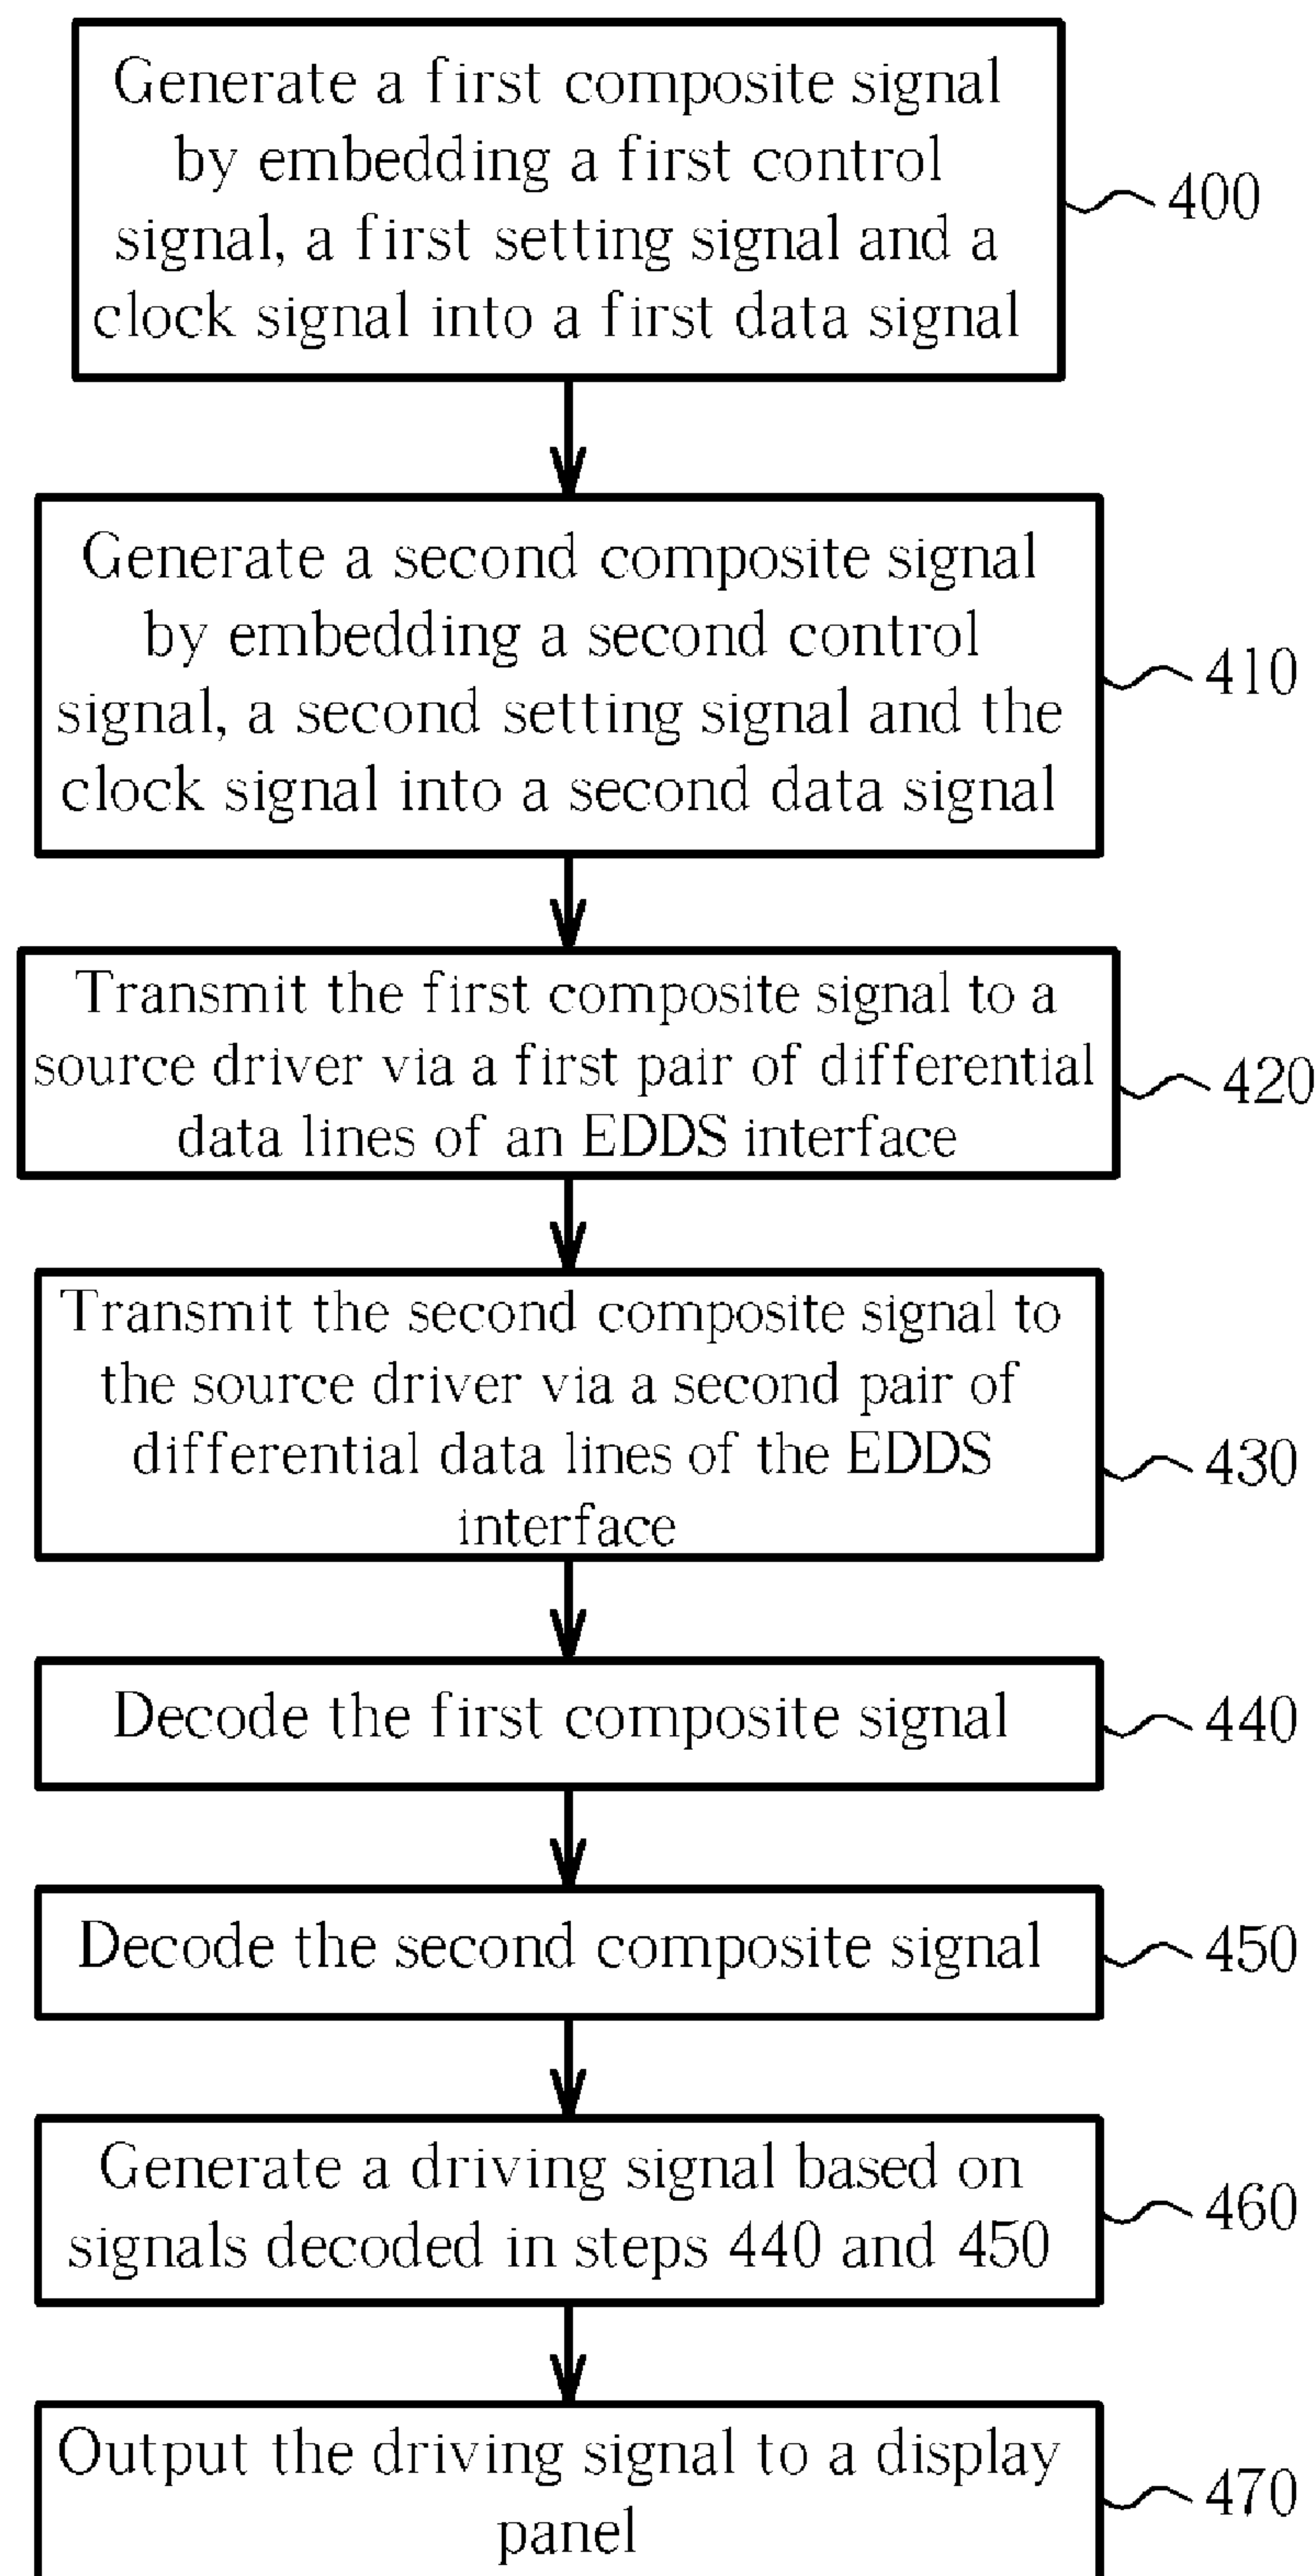 Generate a first composite signal
by embedding a first control
signal, a first setting signal and a
clock signal into a first data signal
400
Generate a second composite signal
by embedding a second control
signal, a second setting signal and the
clock signal into a second data signal
410
Transmit the first composite signal to a
source driver via a first pair of differential
data lines of an EDDS interface
420
Transmit the second composite signal to
the source driver via a second pair of
differential data lines of the EDDS
interface
430
Decode the first composite signal
440
Decode the second composite signal
450
Generate a driving signal based on
signals decoded in steps 440 and 450
460
Output the driving signal to a display
panel
470